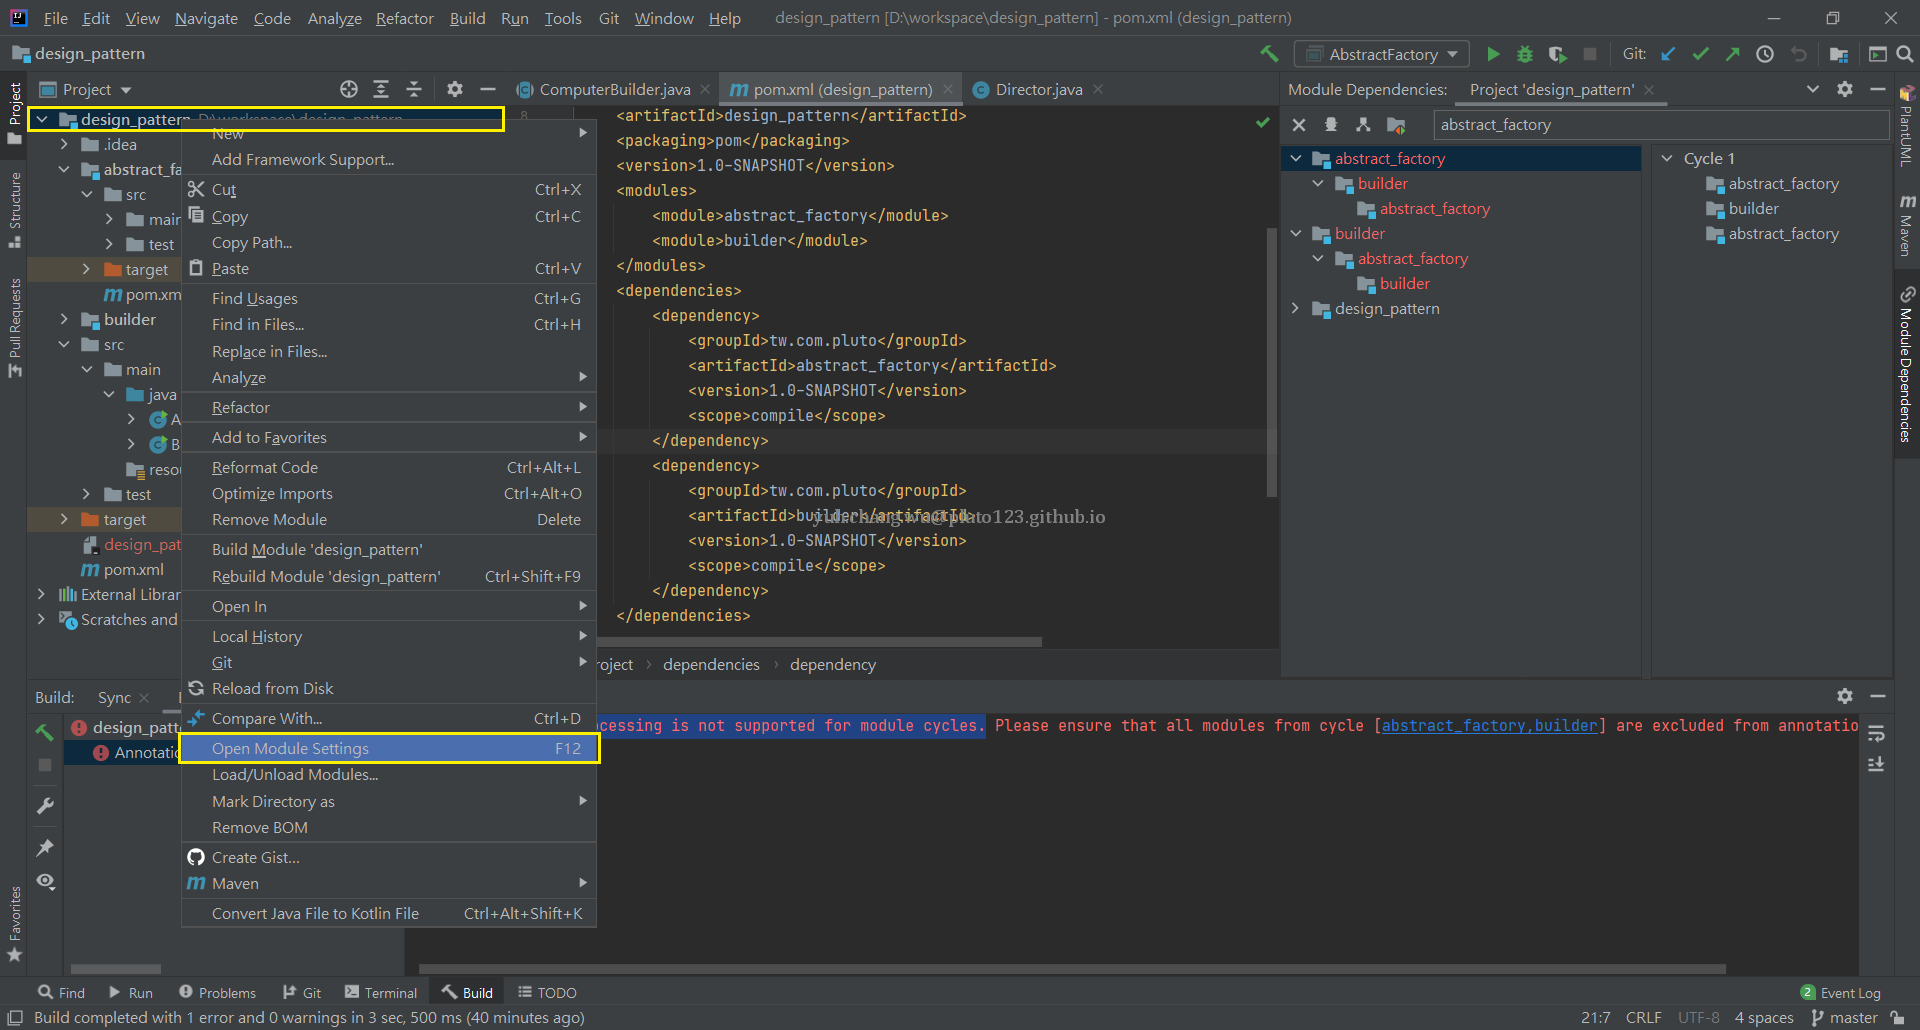 File Edit View Navigate Code Analyze Refactor Build Run Tools Git Window Help design_pattern [D:\workspace\design_pattern] - pom.xml (design_pattern)
design_pattern
AbstractFactory
Git:
Project
ComputerBuilder.java
pom.xml (design_pattern)
Director.java
Module Dependencies:
Project 'design_pattern'
Project
Structure
Pull Requests
Favorites
design_pattern D:\workspace\design_pattern
.idea
abstract_fa
src
main
test
target
pom.xm
builder
src
main
java
A
B
resou
test
target
design_pat
pom.xml
External Librar
Scratches and
New
Add Framework Support...
Cut Ctrl+X
Copy Ctrl+C
Copy Path...
Paste Ctrl+V
Find Usages Ctrl+G
Find in Files... Ctrl+H
Replace in Files...
Analyze
Refactor
Add to Favorites
Reformat Code Ctrl+Alt+L
Optimize Imports Ctrl+Alt+O
Remove Module Delete
Build Module 'design_pattern'
Rebuild Module 'design_pattern' Ctrl+Shift+F9
Open In
Local History
Git
Reload from Disk
Compare With... Ctrl+D
Open Module Settings F12
Load/Unload Modules...
Mark Directory as
Remove BOM
Create Gist...
Maven
Convert Java File to Kotlin File Ctrl+Alt+Shift+K
8
<artifactId>design_pattern</artifactId>
<packaging>pom</packaging>
<version>1.0-SNAPSHOT</version>
<modules>
<module>abstract_factory</module>
<module>builder</module>
</modules>
<dependencies>
<dependency>
<groupId>tw.com.pluto</groupId>
<artifactId>abstract_factory</artifactId>
<version>1.0-SNAPSHOT</version>
<scope>compile</scope>
</dependency>
<dependency>
<groupId>tw.com.pluto</groupId>
<artifactId>builder</artifactId>
yuhchang.wu@pluto123.github.io
<version>1.0-SNAPSHOT</version>
<scope>compile</scope>
</dependency>
</dependencies>
roject › dependencies › dependency
abstract_factory
abstract_factory
builder
abstract_factory
builder
abstract_factory
builder
design_pattern
Cycle 1
abstract_factory
builder
abstract_factory
PlantUML
Maven
Module Dependencies
Build: Sync
design_patt
Annotatio
cessing is not supported for module cycles. Please ensure that all modules from cycle [abstract_factory,builder] are excluded from annotatio
Find Run Problems Git Terminal Build TODO 2 Event Log
Build completed with 1 error and 0 warnings in 3 sec, 500 ms (40 minutes ago) 21:7 CRLF UTF-8 4 spaces master